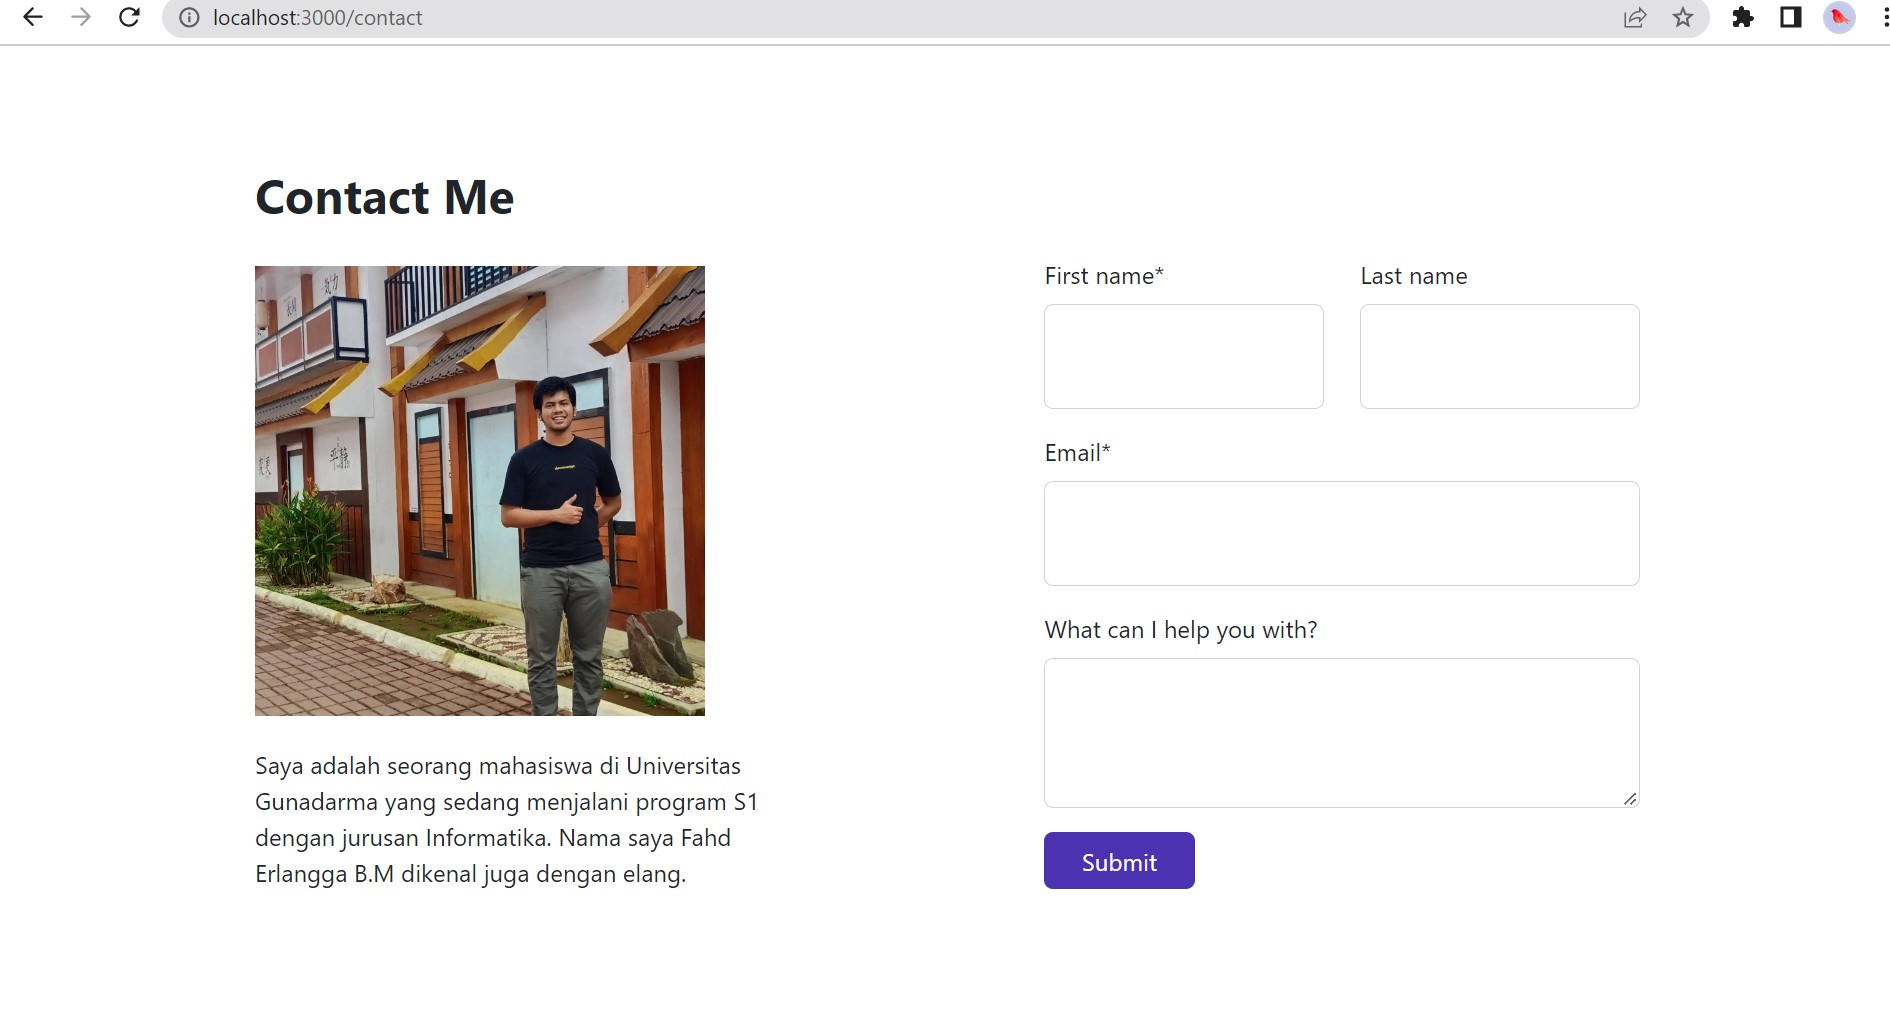 localhost:3000/contact
Contact Me
First name*
Last name
Email*
What can I help you with?
Submit
Saya adalah seorang mahasiswa di Universitas
Gunadarma yang sedang menjalani program S1
dengan jurusan Informatika. Nama saya Fahd
Erlangga B.M dikenal juga dengan elang.